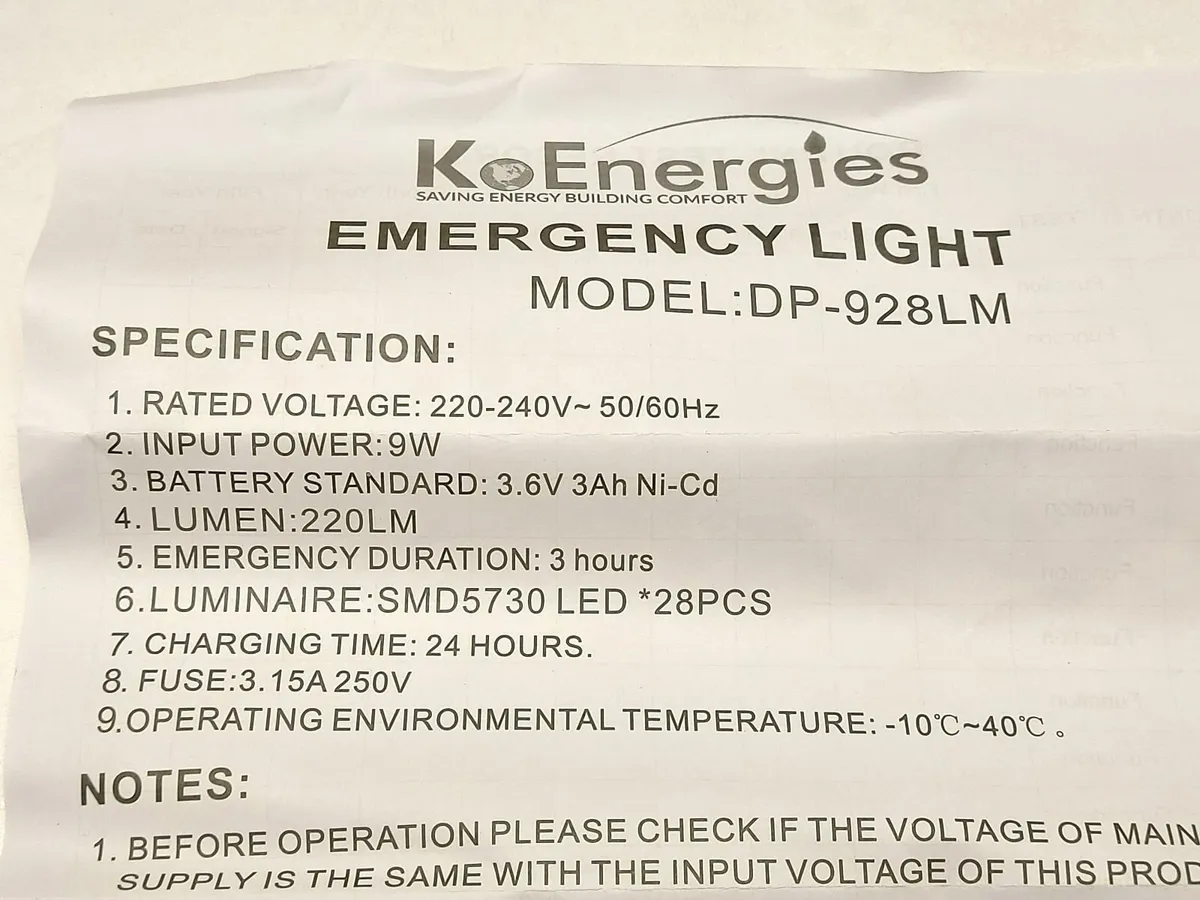 KoEnergies
SAVING ENERGY BUILDING COMFORT
EMERGENCY LIGHT
MODEL:DP-928LM
SPECIFICATION:
1. RATED VOLTAGE: 220-240V~ 50/60Hz
2. INPUT POWER:9W
3. BATTERY STANDARD: 3.6V 3Ah Ni-Cd
4. LUMEN:220LM
5. EMERGENCY DURATION: 3 hours
6.LUMINAIRE:SMD5730 LED *28PCS
7. CHARGING TIME: 24 HOURS.
8. FUSE:3.15A 250V
9.OPERATING ENVIRONMENTAL TEMPERATURE: -10℃~40℃ 。
NOTES:
1. BEFORE OPERATION PLEASE CHECK IF THE VOLTAGE OF MAIN
SUPPLY IS THE SAME WITH THE INPUT VOLTAGE OF THIS PROD